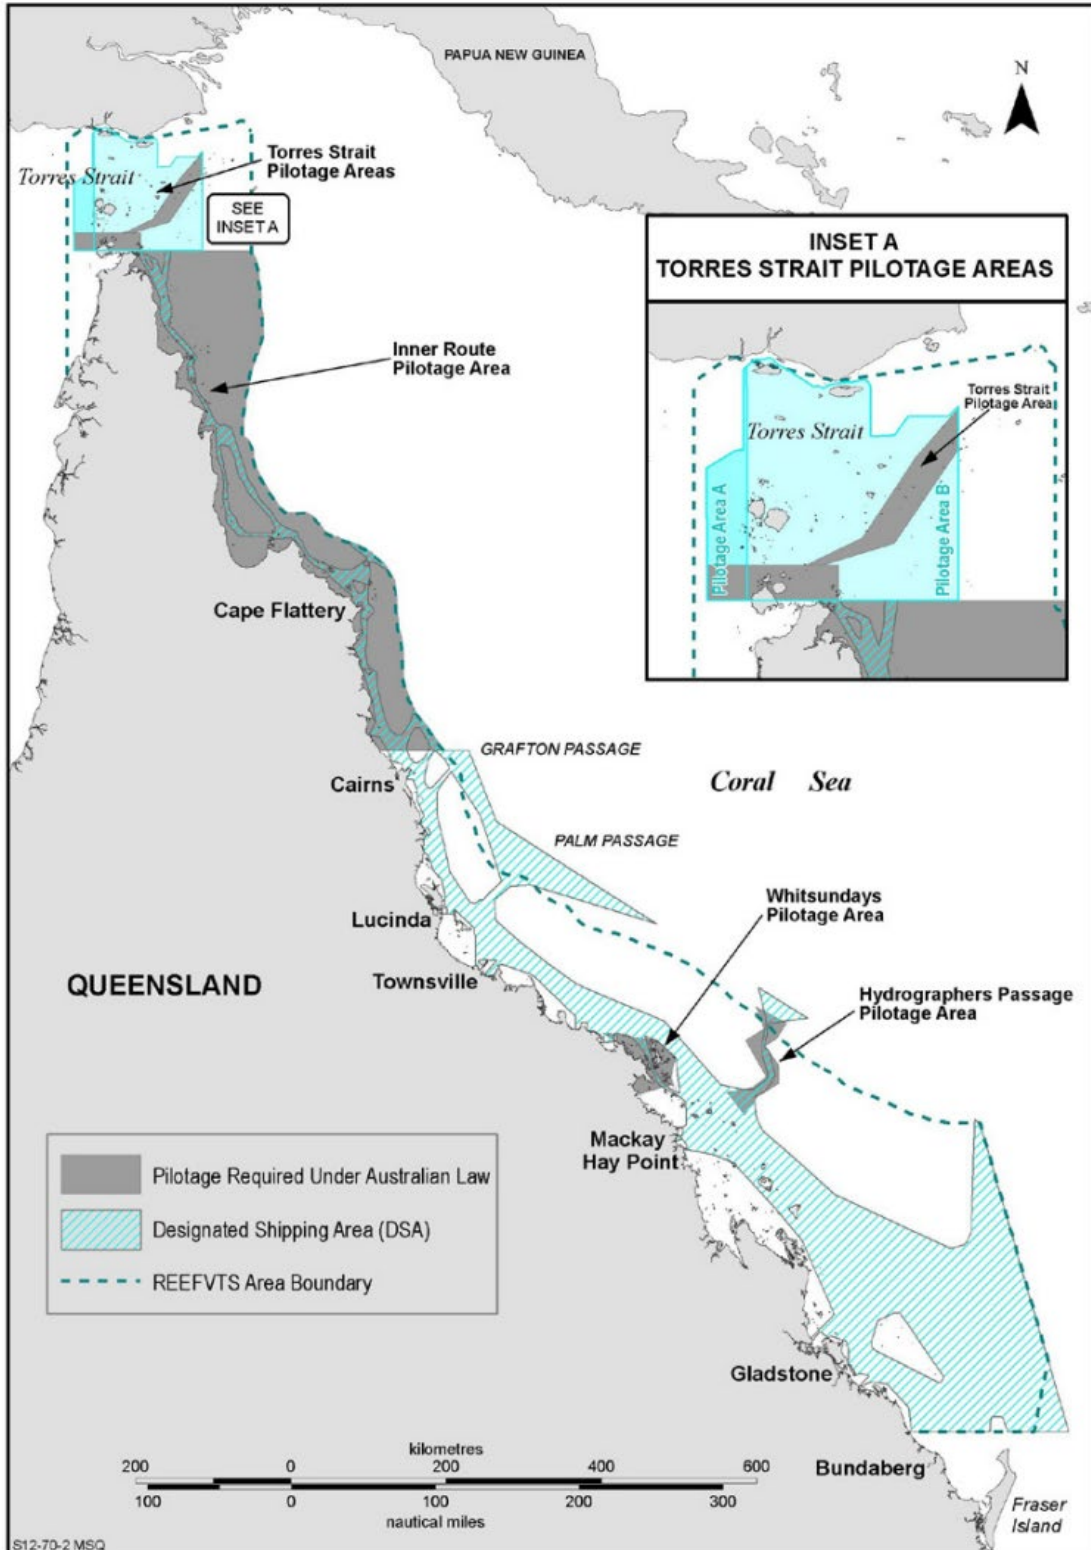 PAPUA NEW GUINEA
N
Torres Strait
Torres Strait
Pilotage Areas
SEE
INSET A
INSET A
TORRES STRAIT PILOTAGE AREAS
Torres Strait
Pilotage Area
Torres Strait
Pilotage Area A
Pilotage Area B
Inner Route
Pilotage Area
Cape Flattery
GRAFTON PASSAGE
Cairns
Coral Sea
PALM PASSAGE
Whitsundays
Pilotage Area
Lucinda
Townsville
QUEENSLAND
Hydrographers Passage
Pilotage Area
Mackay
Hay Point
Pilotage Required Under Australian Law
Designated Shipping Area (DSA)
REEFVTS Area Boundary
Gladstone
kilometres
200 0 200 400 600
100 0 100 200 300
nautical miles
Bundaberg
Fraser
Island
S12-70-2 MSQ